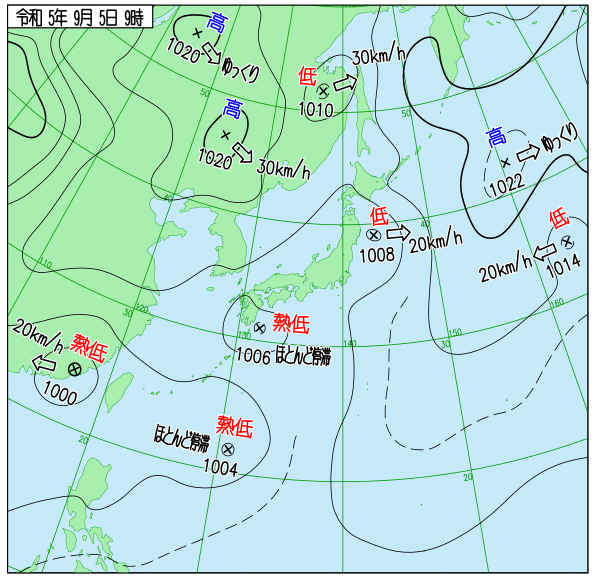 令和 5年 9月 5日 9時
高
1020
ゆっくり
50
低
30km/h
1010
50
高
1020
30km/h
高
ゆっくり
1022
40
低
20km/h
1008
40
低
20km/h
1014
110
120
30
130
140
150
30
160
20km/h
熱低
1000
熱低
1006 ほとんど停滞
熱低
ほとんど停滞
1004
20
20